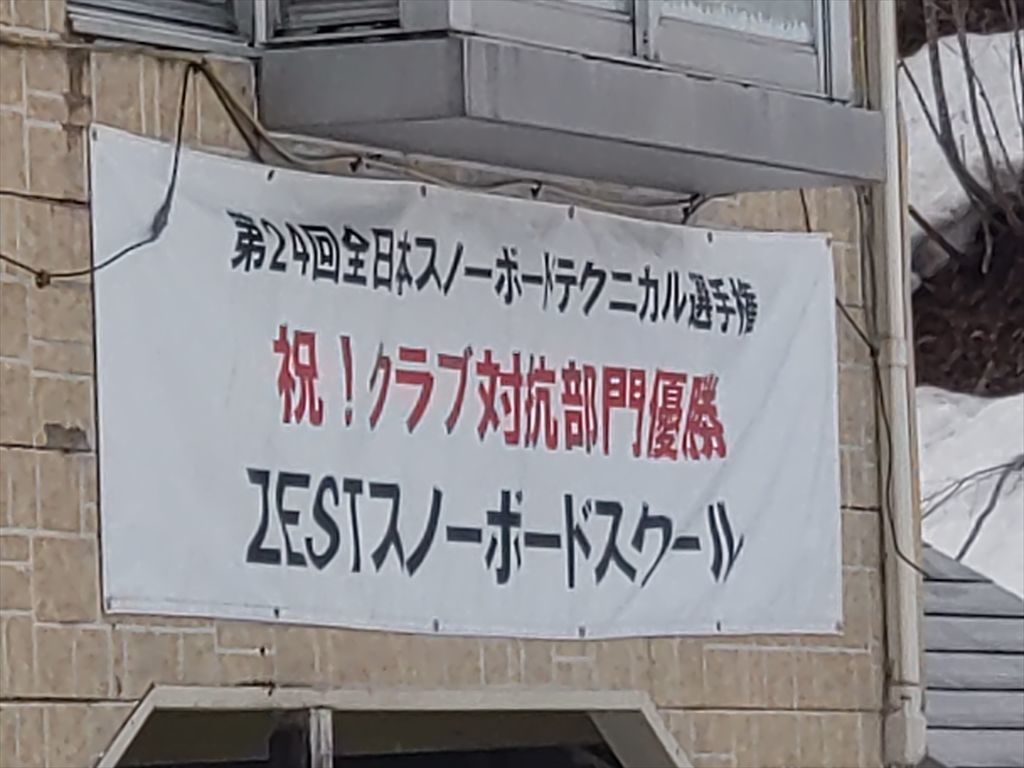 第24回全日本スノーボードテクニカル選手権
祝！クラブ対抗部門優勝
ZESTスノーボードスクール